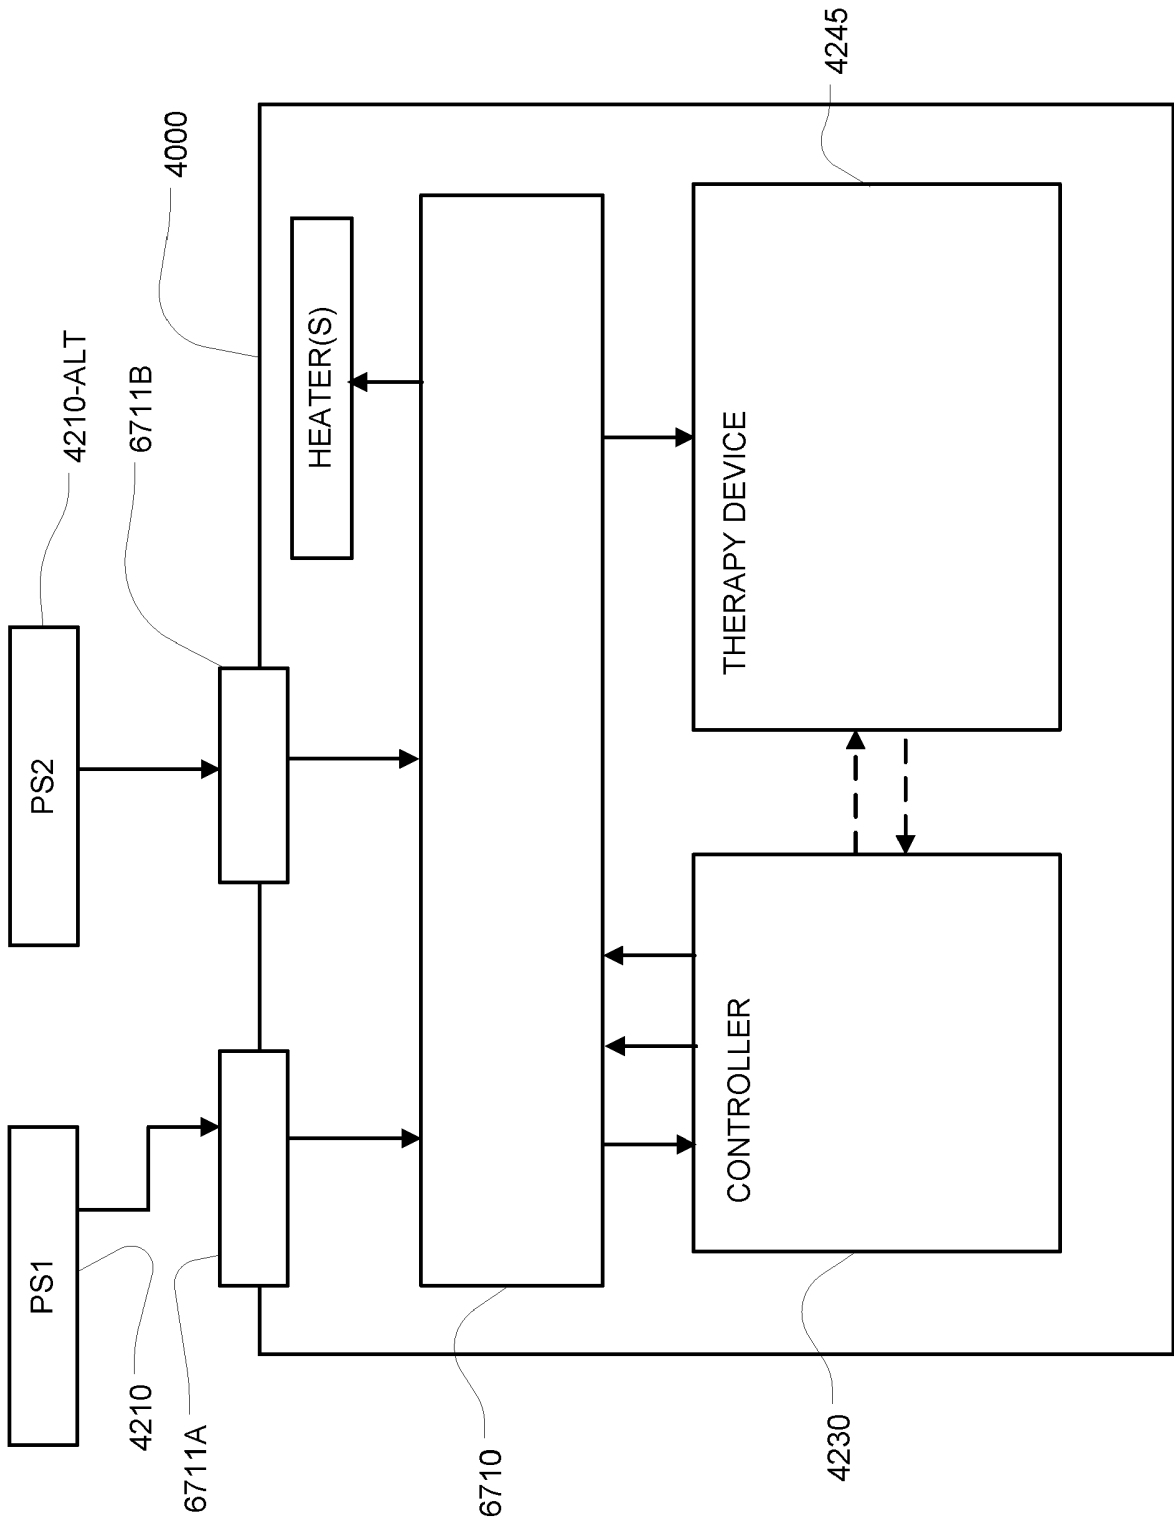 PS1
4210
6711A
PS2
4210-ALT
6711B
4000
HEATER(S)
6710
CONTROLLER
4230
THERAPY DEVICE
4245